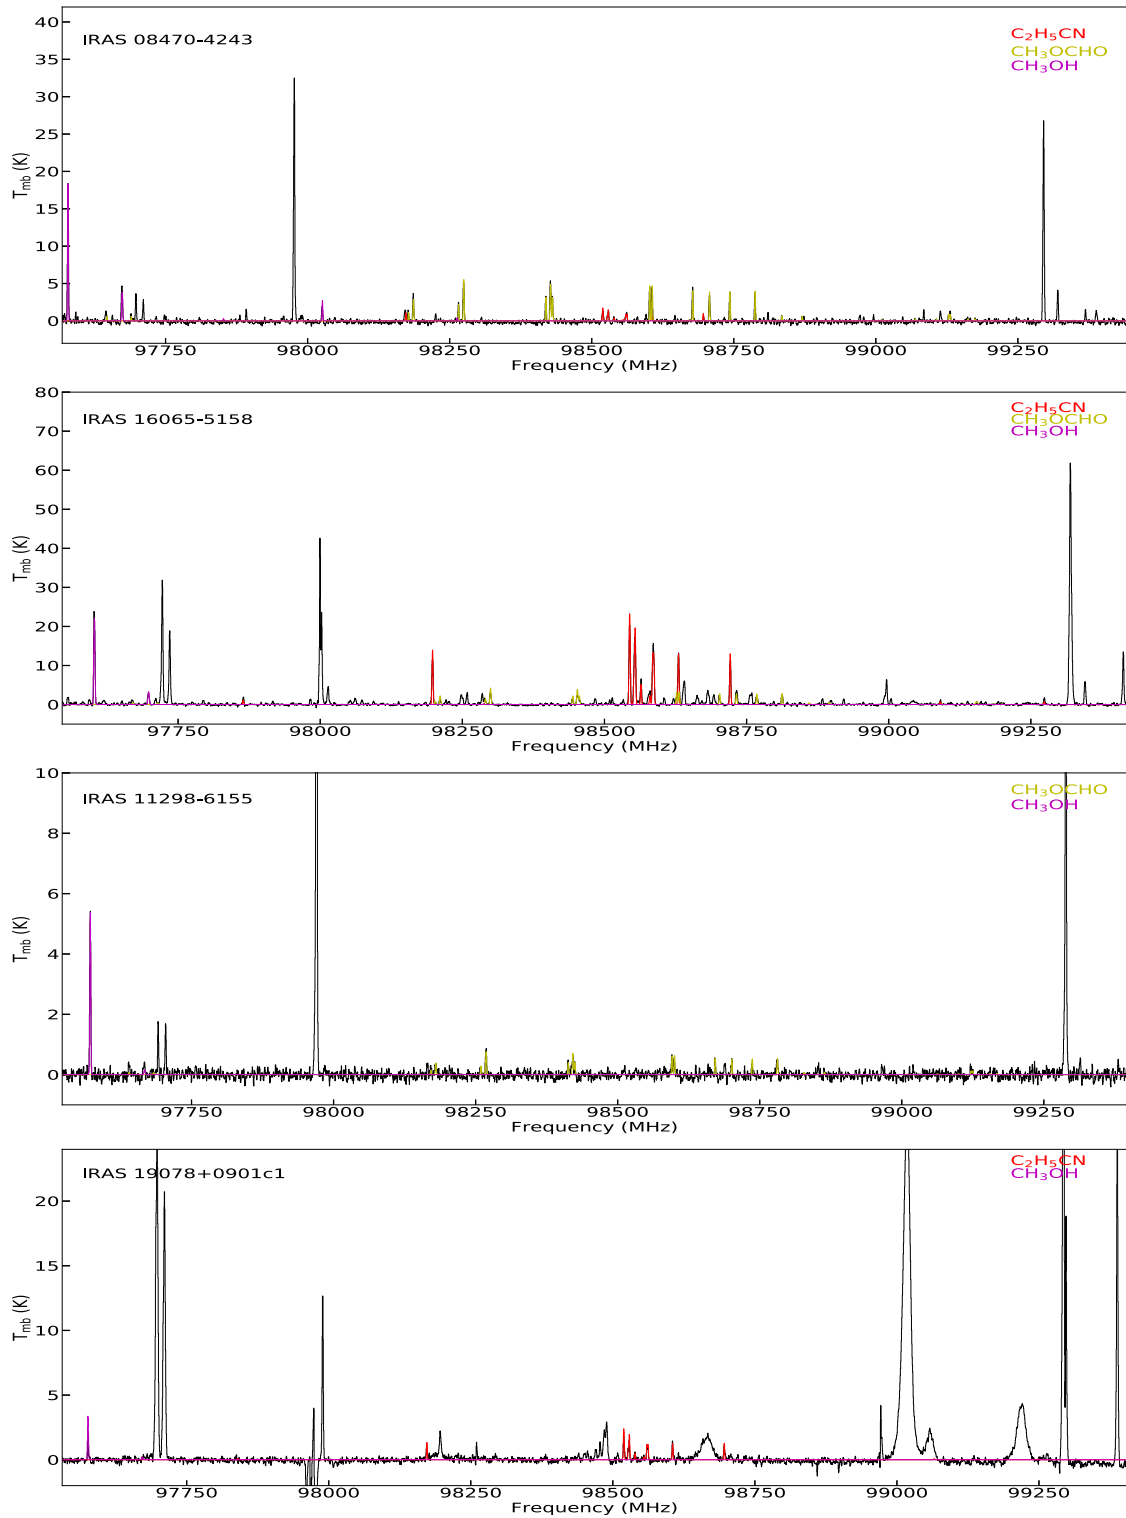 40
IRAS 08470-4243
C₂H₅CN
CH₃OCHO
CH₃OH
35
30
25
20
15
10
5
0
T_mb (K)
97750 98000 98250 98500 98750 99000 99250
Frequency (MHz)
80
IRAS 16065-5158
C₂H₅CN
CH₃OCHO
CH₃OH
70
60
50
40
30
20
10
0
T_mb (K)
97750 98000 98250 98500 98750 99000 99250
Frequency (MHz)
10
IRAS 11298-6155
CH₃OCHO
CH₃OH
8
6
4
2
0
T_mb (K)
97750 98000 98250 98500 98750 99000 99250
Frequency (MHz)
IRAS 19078+0901c1
C₂H₅CN
CH₃OH
20
15
10
5
0
T_mb (K)
97750 98000 98250 98500 98750 99000 99250
Frequency (MHz)